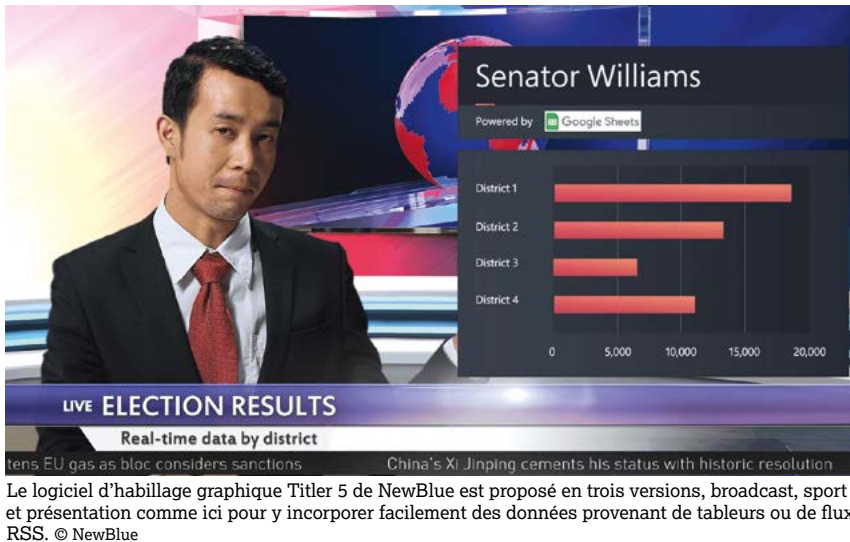 Senator Williams
Powered by Google Sheets
District 1
District 2
District 3
District 4
0 5,000 10,000 15,000 20,000
LIVE ELECTION RESULTS
Real-time data by district
tens EU gas as bloc considers sanctions China's Xi Jinping cements his status with historic resolution
Le logiciel d'habillage graphique Titler 5 de NewBlue est proposé en trois versions, broadcast, sport
et présentation comme ici pour y incorporer facilement des données provenant de tableurs ou de flux
RSS. © NewBlue